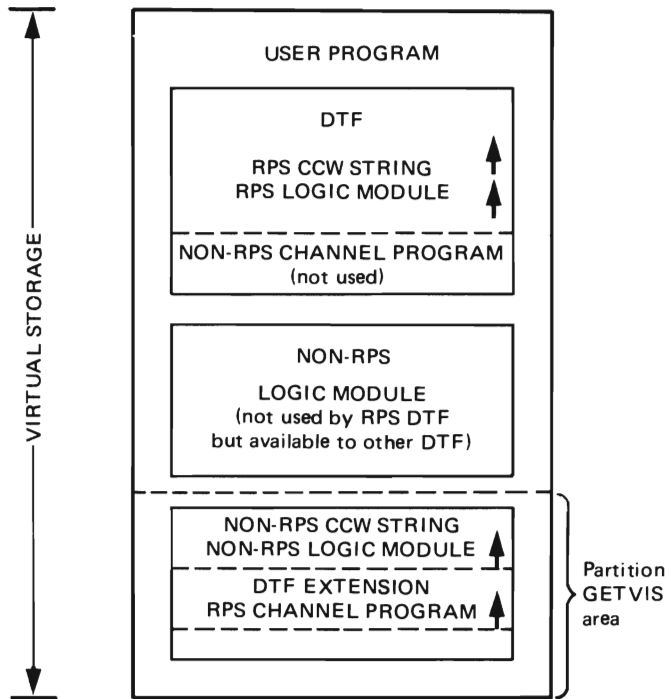 VIRTUAL STORAGE
USER PROGRAM
DTF
RPS CCW STRING
RPS LOGIC MODULE
NON-RPS CHANNEL PROGRAM
(not used)
NON-RPS
LOGIC MODULE
(not used by RPS DTF
but available to other DTF)
NON-RPS CCW STRING
NON-RPS LOGIC MODULE
DTF EXTENSION
RPS CHANNEL PROGRAM
Partition
GETVIS
area